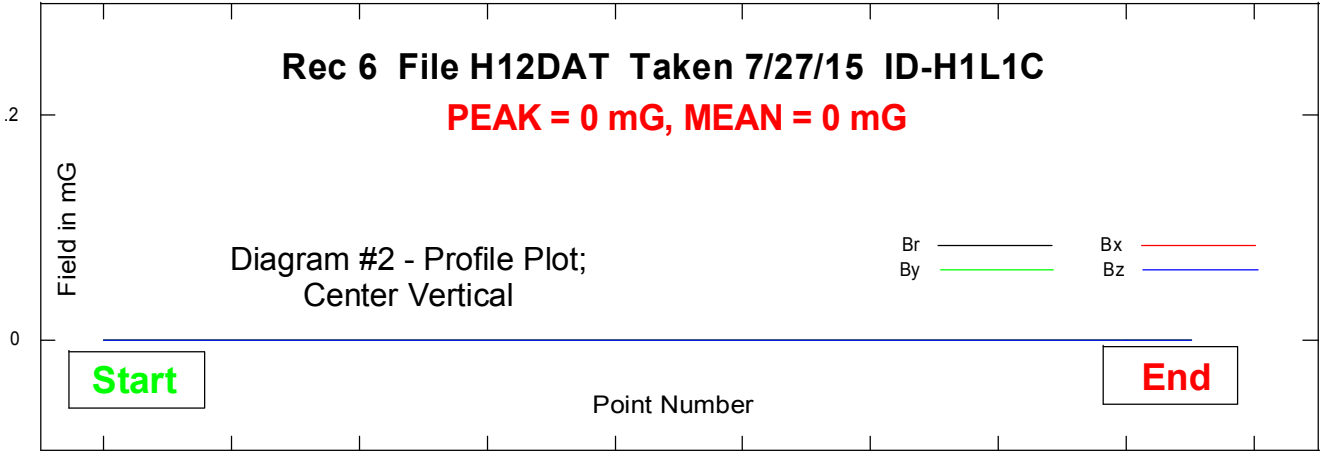 Rec 6 File H12DAT Taken 7/27/15 ID-H1L1C
PEAK = 0 mG, MEAN = 0 mG
.2
Field in mG
Diagram #2 - Profile Plot;
Center Vertical
Br Bx
By Bz
0
Start
End
Point Number